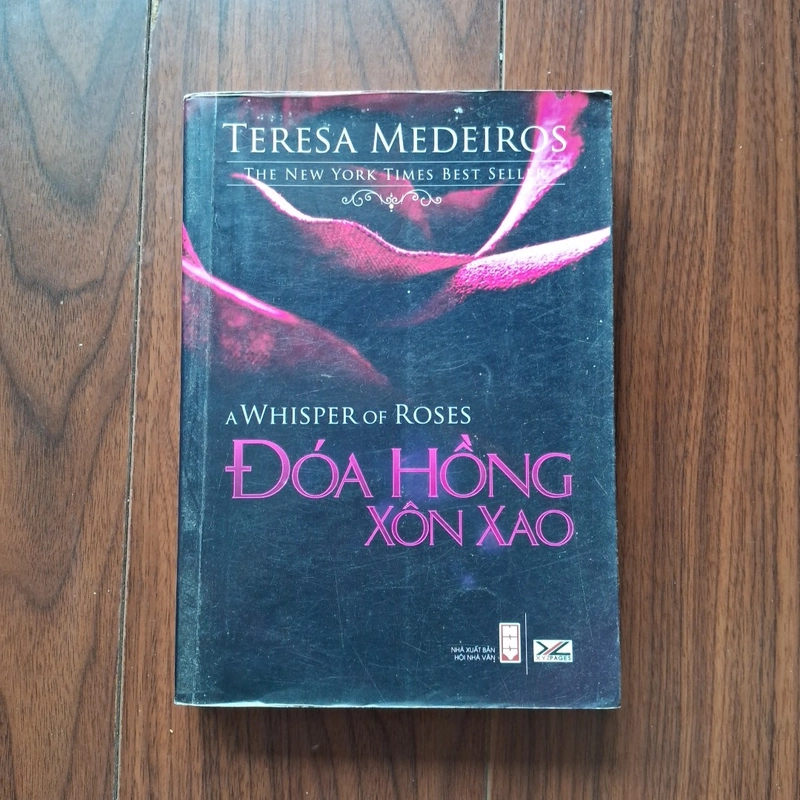 TERESA MEDEIROS
THE NEW YORK TIMES BEST SELLER
A WHISPER OF ROSES
ĐÓA HỒNG
XÔN XAO
NHÀ XUẤT BẢN
HỘI NHÀ VĂN
XYZPAGES